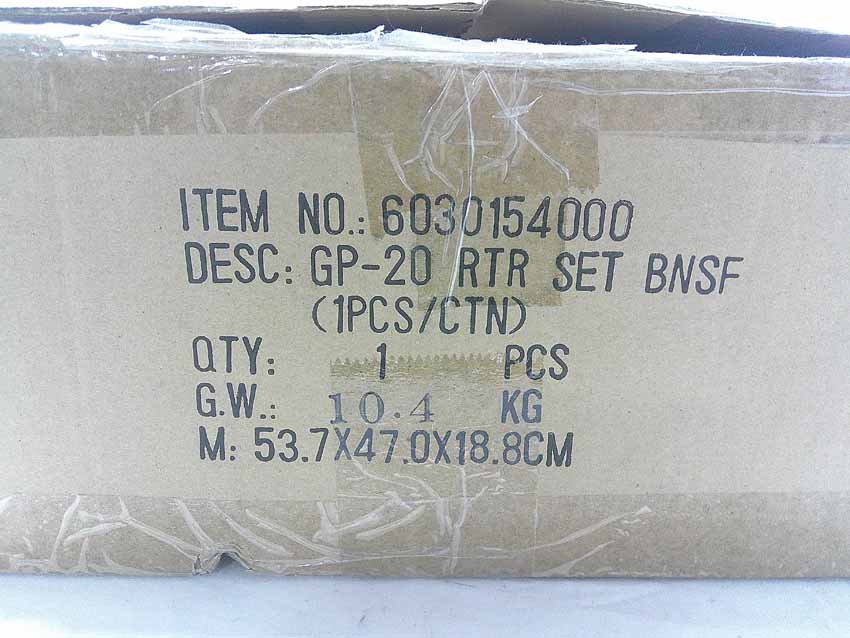 ITEM NO.: 6030154000
DESC: GP-20 RTR SET BNSF
(1PCS/CTN)
QTY: 1 PCS
G.W.: 10.4 KG
M: 53.7X47.0X18.8CM